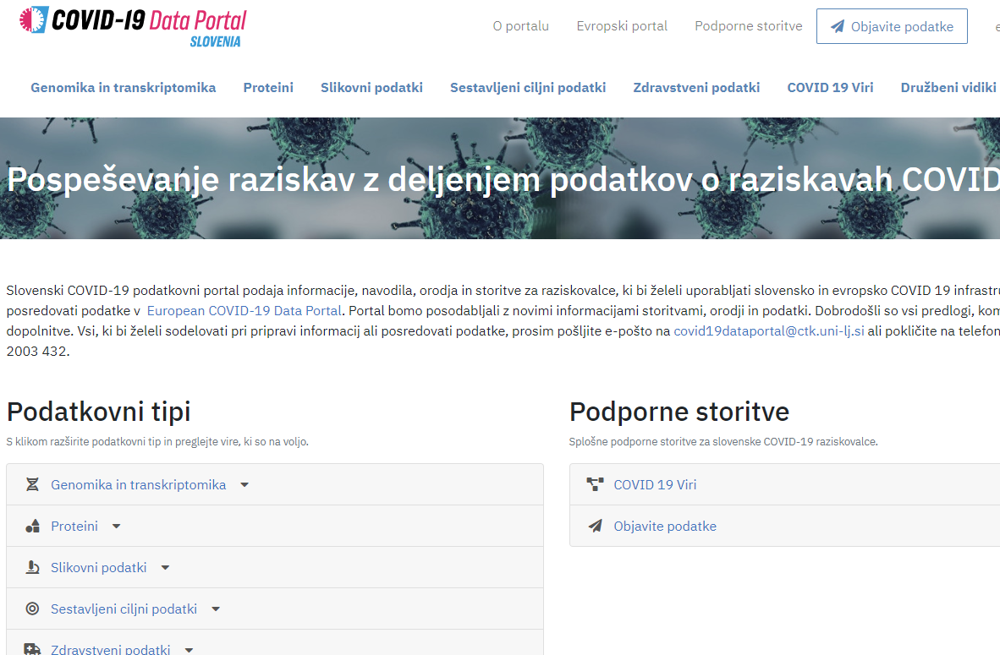 COVID-19 Data Portal
SLOVENIA
O portalu Evropski portal Podporne storitve Objavite podatke
Genomika in transkriptomika Proteini Slikovni podatki Sestavljeni ciljni podatki Zdravstveni podatki COVID 19 Viri Družbeni vidiki
Pospeševanje raziskav z deljenjem podatkov o raziskavah COVID
Slovenski COVID-19 podatkovni portal podaja informacije, navodila, orodja in storitve za raziskovalce, ki bi želeli uporabljati slovensko in evropsko COVID 19 infrastru
posredovati podatke v European COVID-19 Data Portal. Portal bomo posodabljali z novimi informacijami storitvami, orodji in podatki. Dobrodošli so vsi predlogi, kom
dopolnitve. Vsi, ki bi želeli sodelovati pri pripravi informacij ali posredovati podatke, prosim pošljite e-pošto na covid19dataportal@ctk.uni-lj.si ali pokličite na telefon
2003 432.
Podatkovni tipi
S klikom razširite podatkovni tip in preglejte vire, ki so na voljo.
Genomika in transkriptomika
Proteini
Slikovni podatki
Sestavljeni ciljni podatki
Zdravstveni podatki
Podporne storitve
Splošne podporne storitve za slovenske COVID-19 raziskovalce.
COVID 19 Viri
Objavite podatke